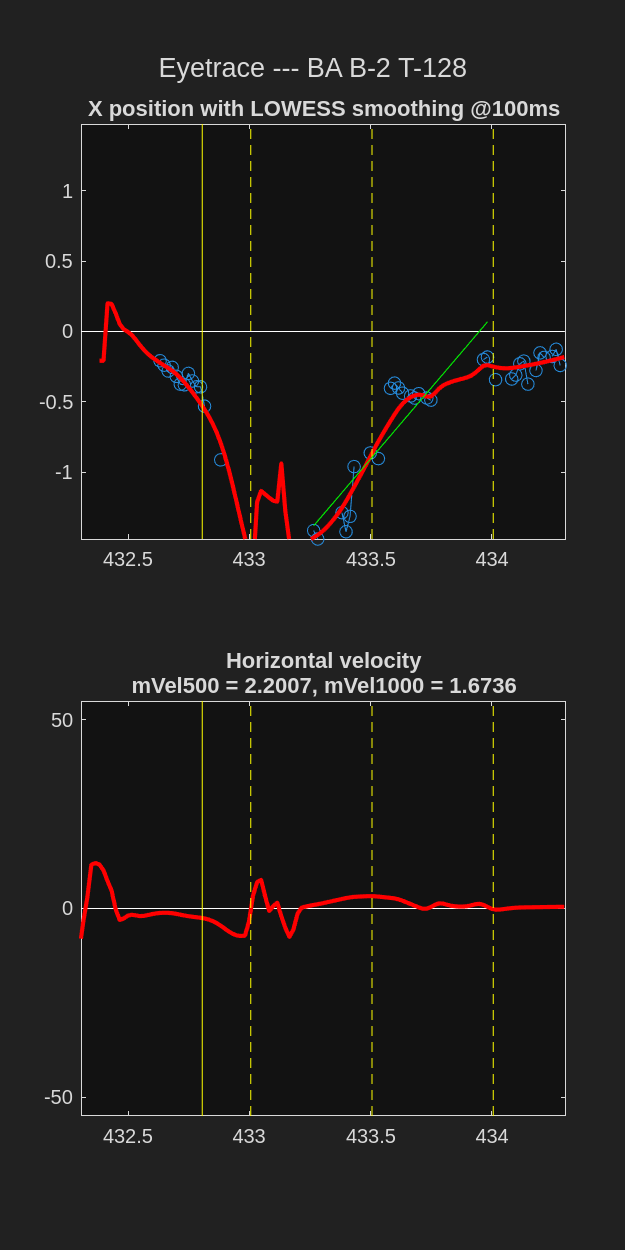 Eyetrace --- BA B-2 T-128
X position with LOWESS smoothing @100ms
1
0.5
0
-0.5
-1
432.5 433 433.5 434
Horizontal velocity
mVel500 = 2.2007, mVel1000 = 1.6736
50
0
-50
432.5 433 433.5 434